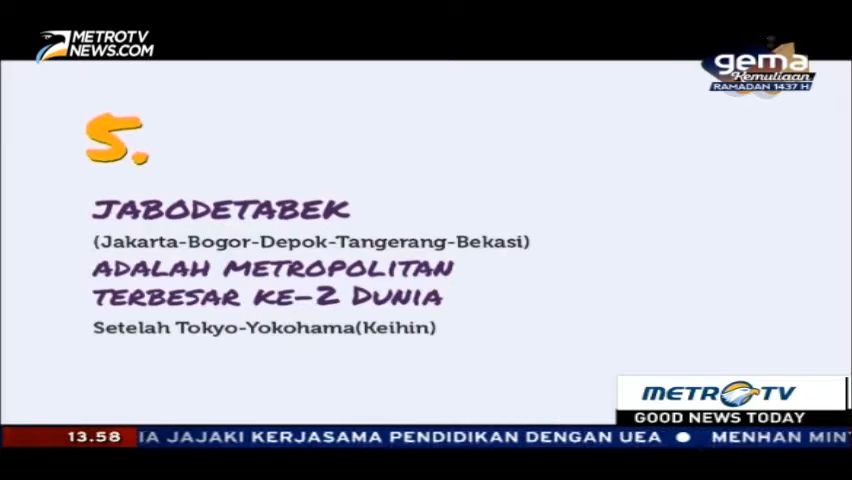 METROTV
NEWS.COM
gema
Kemuliaan
RAMADAN 1437 H
5.
JABODETABEK
(Jakarta-Bogor-Depok-Tangerang-Bekasi)
ADALAH METROPOLITAN
TERBESAR KE-2 DUNIA
Setelah Tokyo-Yokohama(Keihin)
METRO TV
GOOD NEWS TODAY
13.58 IA JAJAKI KERJASAMA PENDIDIKAN DENGAN UEA ● MENHAN MIN